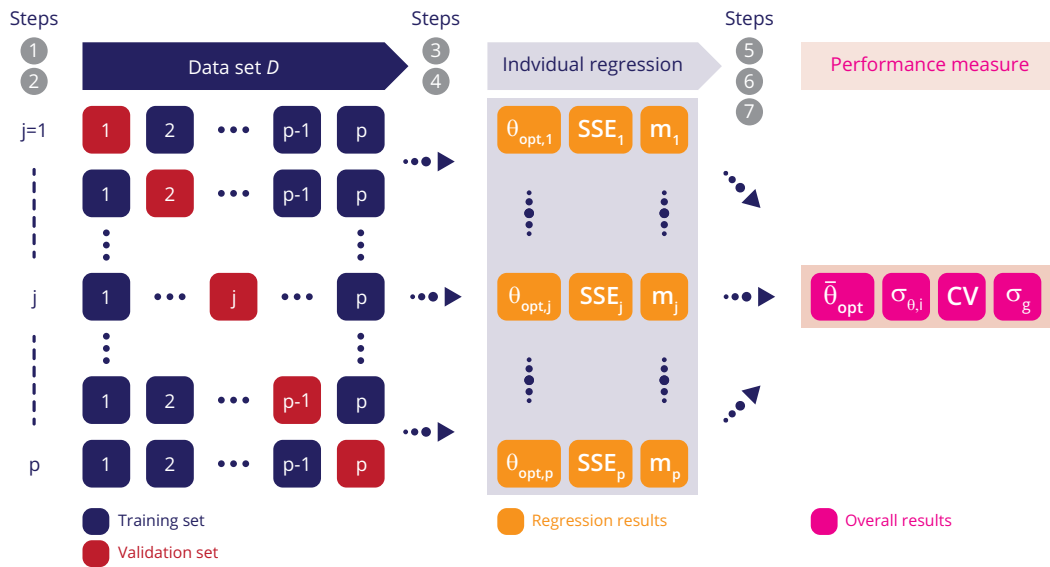 Steps Steps Steps
1 3 5
Data set D Indvidual regression Performance measure
2 4 6
7
j=1 1 2 ••• p-1 p θopt,1 SSE1 m1
1 2 ••• p-1 p
j 1 ••• j ••• p θopt,j SSEj mj θ̄opt σθ,i CV σg
1 2 ••• p-1 p
p 1 2 ••• p-1 p θopt,p SSEp mp
Training set Regression results Overall results
Validation set